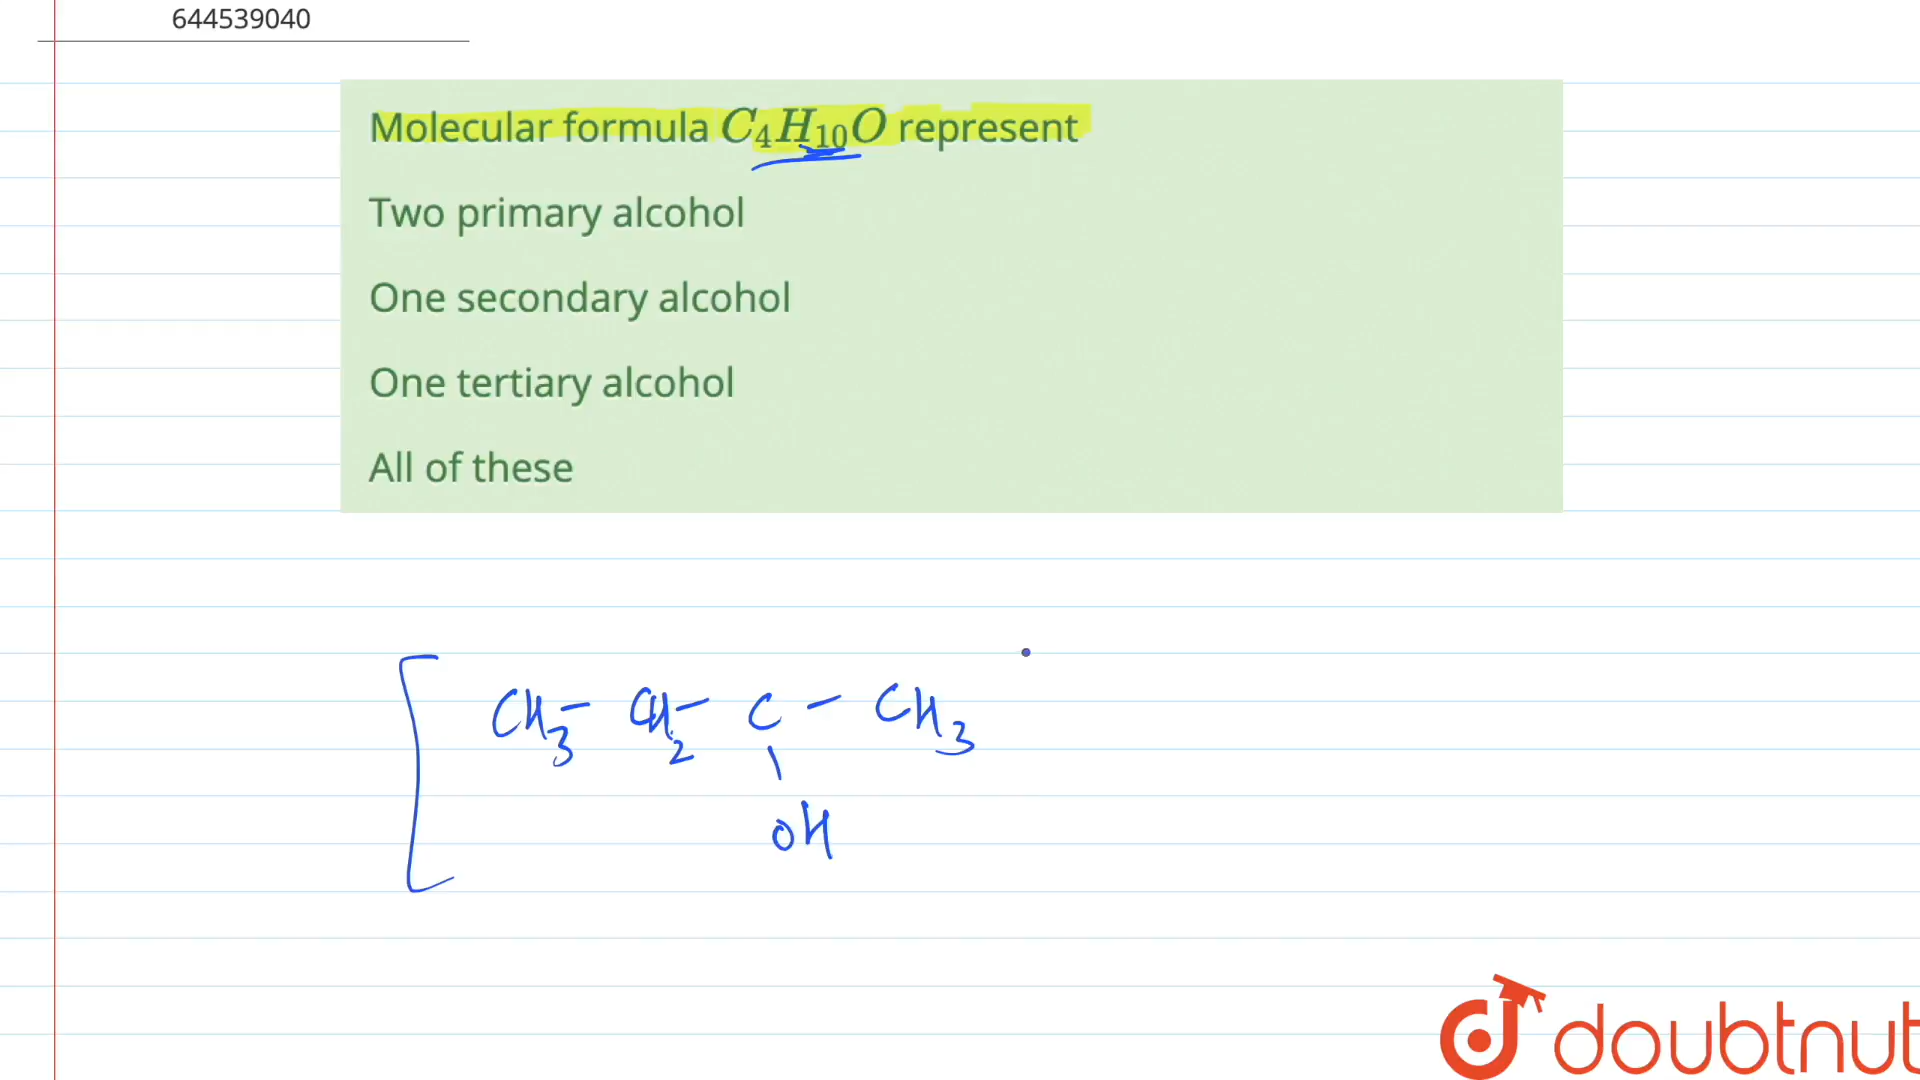 644539040
Molecular formula C₄H₁₀O represent
Two primary alcohol
One secondary alcohol
One tertiary alcohol
All of these
CH₃ – CH₂ – C – CH₃
OH
doubtnut